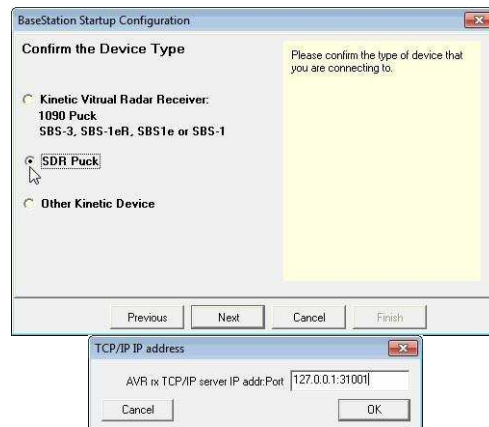 BaseStation Startup Configuration
Confirm the Device Type
Please confirm the type of device that
you are connecting to.
Kinetic Vitrual Radar Receiver:
1090 Puck
SBS-3, SBS-1eR, SBS1e or SBS-1
SDR Puck
Other Kinetic Device
Previous Next Cancel Finish
TCP/IP IP address
AVR rx TCP/IP server IP addr:Port 127.0.0.1:31001
Cancel OK